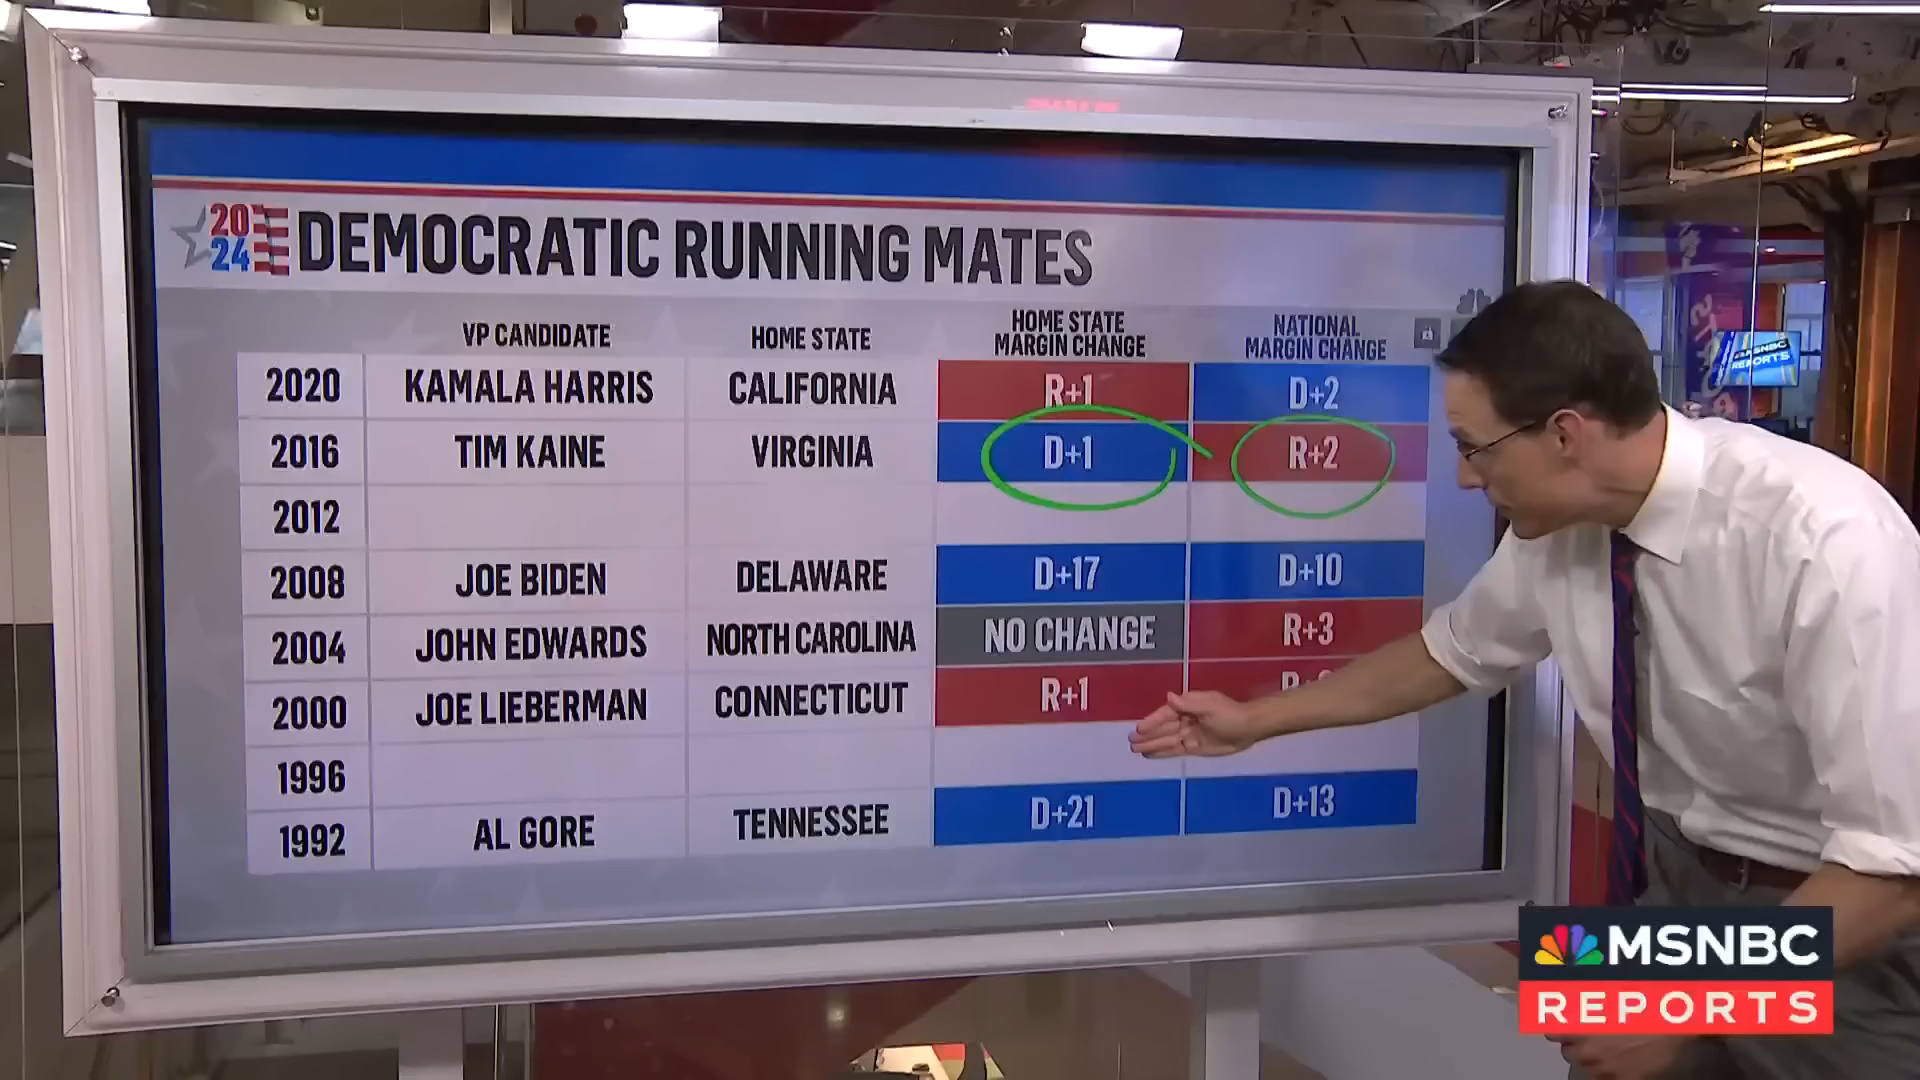 2024 DEMOCRATIC RUNNING MATES
VP CANDIDATE HOME STATE HOME STATE MARGIN CHANGE NATIONAL MARGIN CHANGE
2020 KAMALA HARRIS CALIFORNIA R+1 D+2
2016 TIM KAINE VIRGINIA D+1 R+2
2012
2008 JOE BIDEN DELAWARE D+17 D+10
2004 JOHN EDWARDS NORTH CAROLINA NO CHANGE R+3
2000 JOE LIEBERMAN CONNECTICUT R+1
1996
1992 AL GORE TENNESSEE D+21 D+13
MSNBC
REPORTS
MSNBC
REPORTS